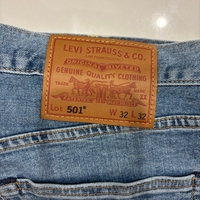 LEVI STRAUSS & CO.
ORIGINAL RIVETED
GENUINE QUALITY CLOTHING
Lot 501® W 32 L 32